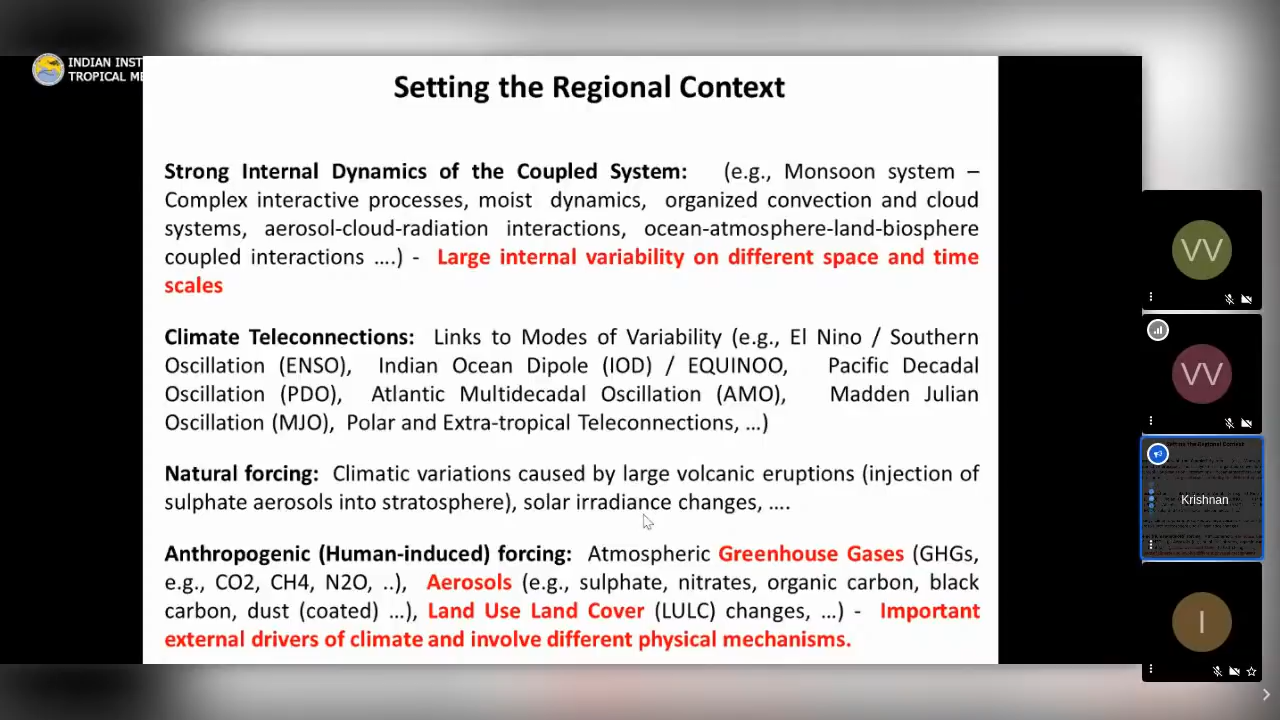 INDIAN INST
TROPICAL ME
Setting the Regional Context
Strong Internal Dynamics of the Coupled System: (e.g., Monsoon system –
Complex interactive processes, moist dynamics, organized convection and cloud
systems, aerosol-cloud-radiation interactions, ocean-atmosphere-land-biosphere
coupled interactions ….) - Large internal variability on different space and time
scales
Climate Teleconnections: Links to Modes of Variability (e.g., El Nino / Southern
Oscillation (ENSO), Indian Ocean Dipole (IOD) / EQUINOO, Pacific Decadal
Oscillation (PDO), Atlantic Multidecadal Oscillation (AMO), Madden Julian
Oscillation (MJO), Polar and Extra-tropical Teleconnections, …)
Natural forcing: Climatic variations caused by large volcanic eruptions (injection of
sulphate aerosols into stratosphere), solar irradiance changes, ….
Anthropogenic (Human-induced) forcing: Atmospheric Greenhouse Gases (GHGs,
e.g., CO2, CH4, N2O, ..), Aerosols (e.g., sulphate, nitrates, organic carbon, black
carbon, dust (coated) …), Land Use Land Cover (LULC) changes, …) - Important
external drivers of climate and involve different physical mechanisms.
VV
VV
Setting the Regional Context
Krishnan
I